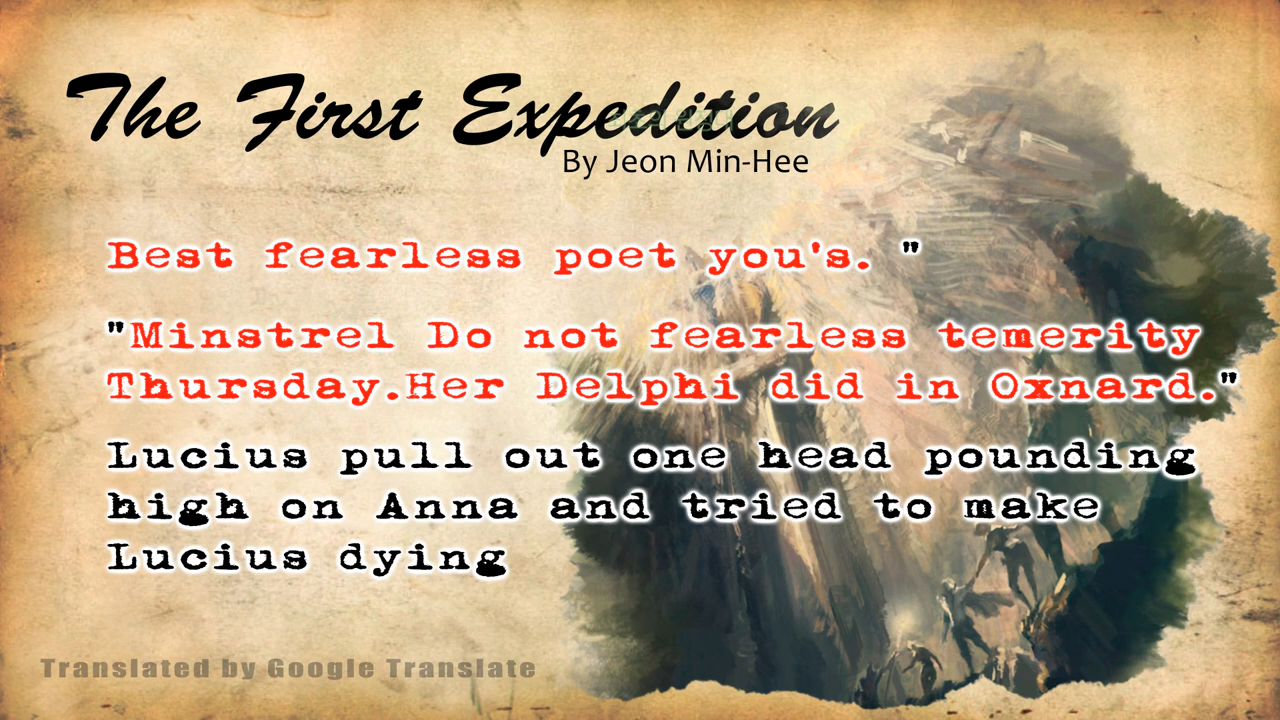 The First Expedition
By Jeon Min-Hee
Best fearless poet you's. "
"Minstrel Do not fearless temerity
Thursday.Her Delphi did in Oxnard."
Lucius pull out one head pounding
high on Anna and tried to make
Lucius dying
Translated by Google Translate